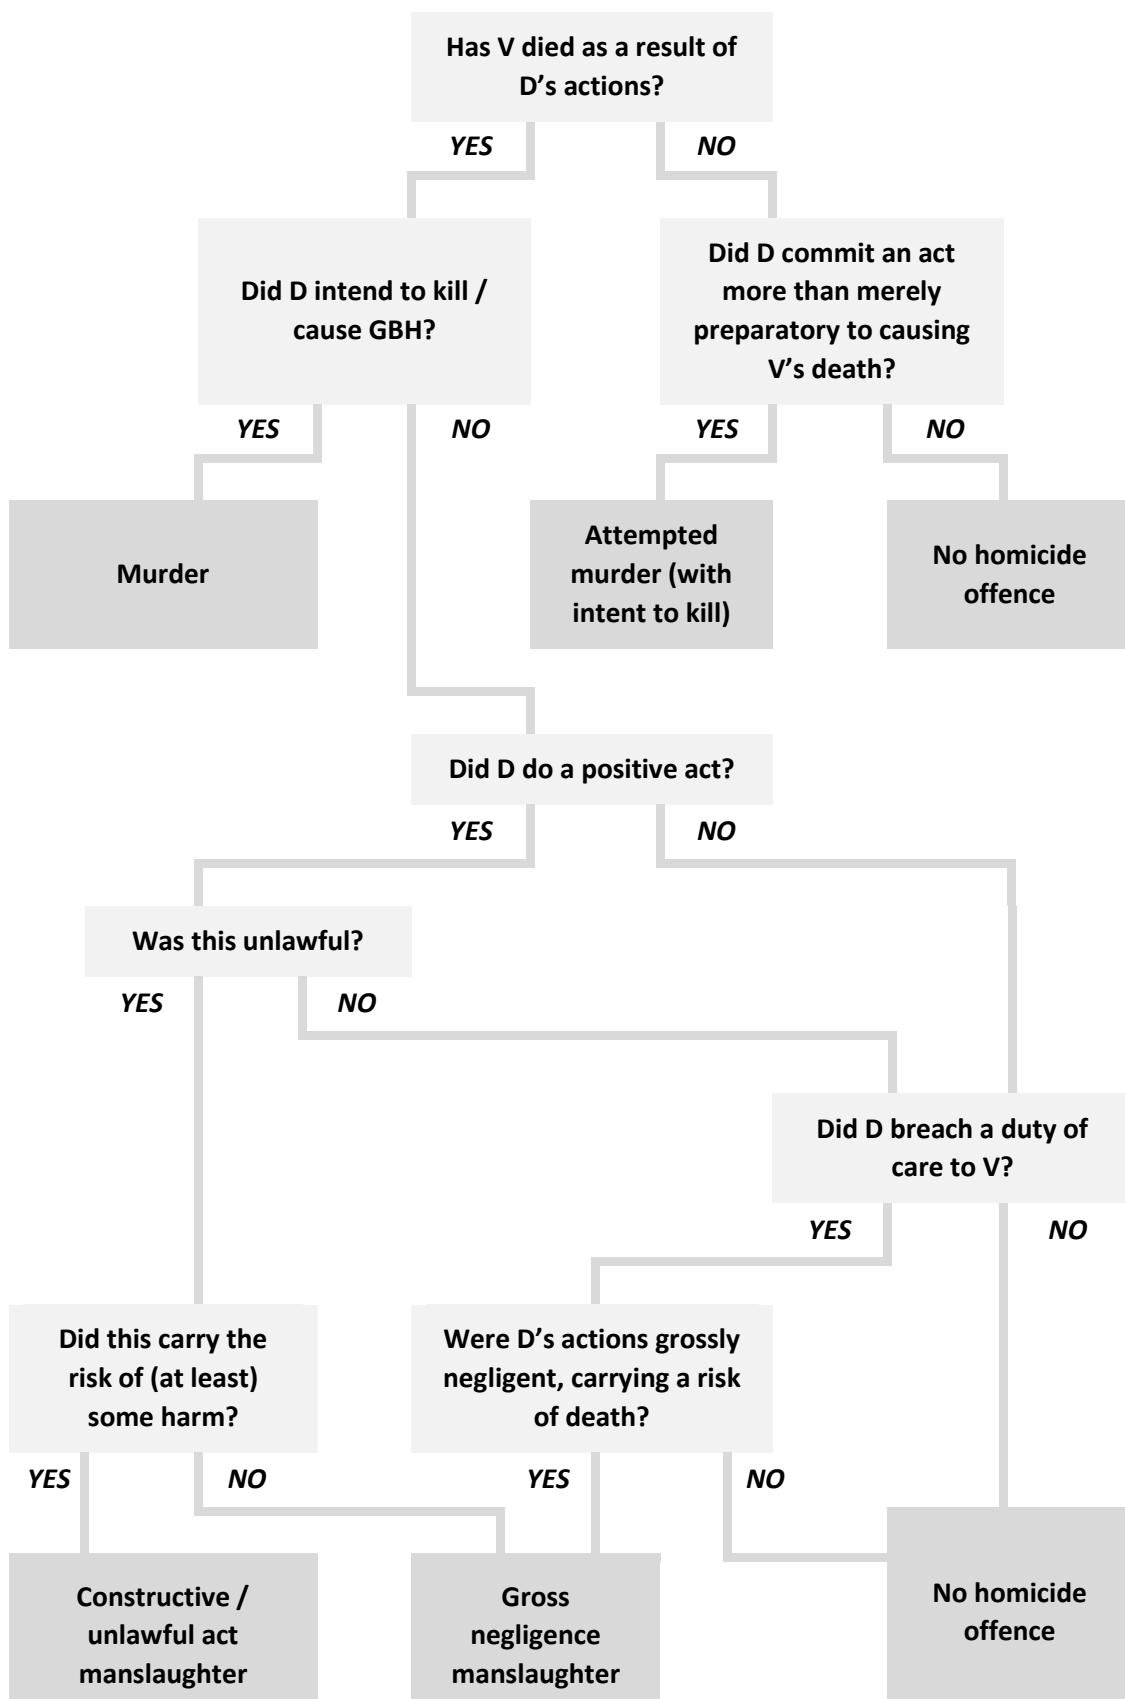 Has V died as a result of
D’s actions?
YES
NO
Did D intend to kill /
cause GBH?
Did D commit an act
more than merely
preparatory to causing
V’s death?
YES
NO
YES
NO
Murder
Attempted
murder (with
intent to kill)
No homicide
offence
Did D do a positive act?
YES
NO
Was this unlawful?
YES
NO
Did D breach a duty of
care to V?
YES
NO
Did this carry the
risk of (at least)
some harm?
Were D’s actions grossly
negligent, carrying a risk
of death?
YES
NO
YES
NO
Constructive /
unlawful act
manslaughter
Gross
negligence
manslaughter
No homicide
offence